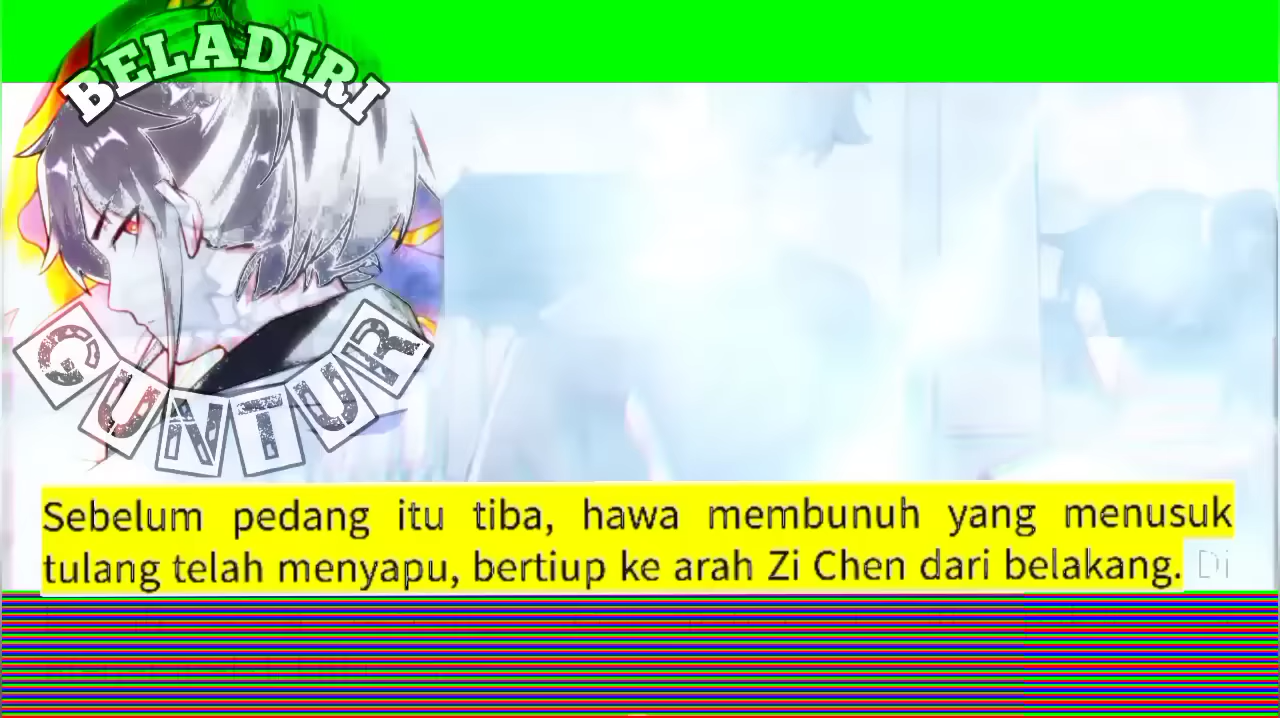 BELADIRI
GUNTUR
Sebelum pedang itu tiba, hawa membunuh yang menusuk
tulang telah menyapu, bertiup ke arah Zi Chen dari belakang. Di